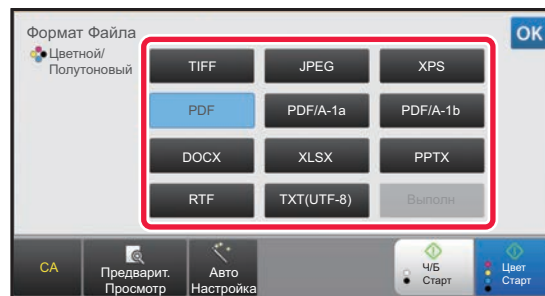 Формат Файла
OK
Цветной/
Полутоновый
TIFF JPEG XPS
PDF PDF/A-1a PDF/A-1b
DOCX XLSX PPTX
RTF TXT(UTF-8) Выполн
CA
Предварит.
Просмотр
Авто
Настройка
Ч/Б
Старт
Цвет
Старт